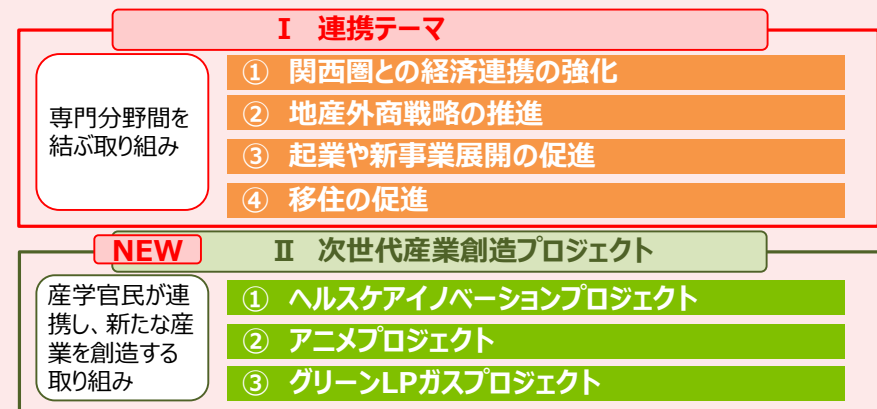 Ⅰ 連携テーマ
専門分野間を
結ぶ取り組み
① 関西圏との経済連携の強化
② 地産外商戦略の推進
③ 起業や新事業展開の促進
④ 移住の促進
NEW
Ⅱ 次世代産業創造プロジェクト
産学官民が連
携し、新たな産
業を創造する
取り組み
① ヘルスケアイノベーションプロジェクト
② アニメプロジェクト
③ グリーンLPガスプロジェクト